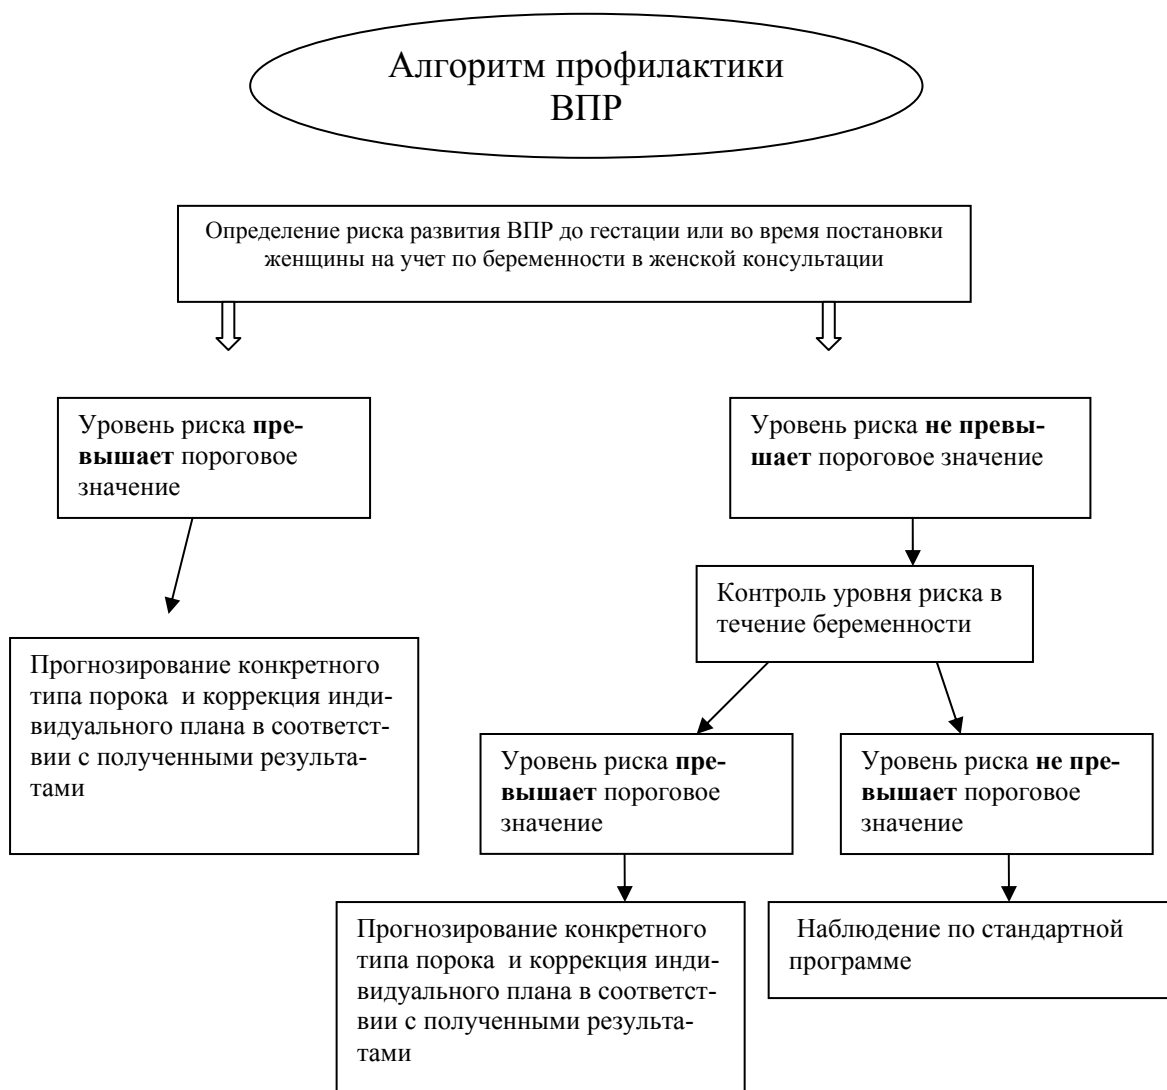 Алгоритм профилактики
ВПР
Определение риска развития ВПР до гестации или во время постановки
женщины на учет по беременности в женской консультации
Уровень риска пре-
вышает пороговое
значение
Уровень риска не превы-
шает пороговое значение
Контроль уровня риска в
течение беременности
Прогнозирование конкретного
типа порока и коррекция инди-
видуального плана в соответст-
вии с полученными результа-
тами
Уровень риска пре-
вышает пороговое
значение
Уровень риска не пре-
вышает пороговое
значение
Прогнозирование конкретного
типа порока и коррекция инди-
видуального плана в соответст-
вии с полученными результа-
тами
Наблюдение по стандартной
программе